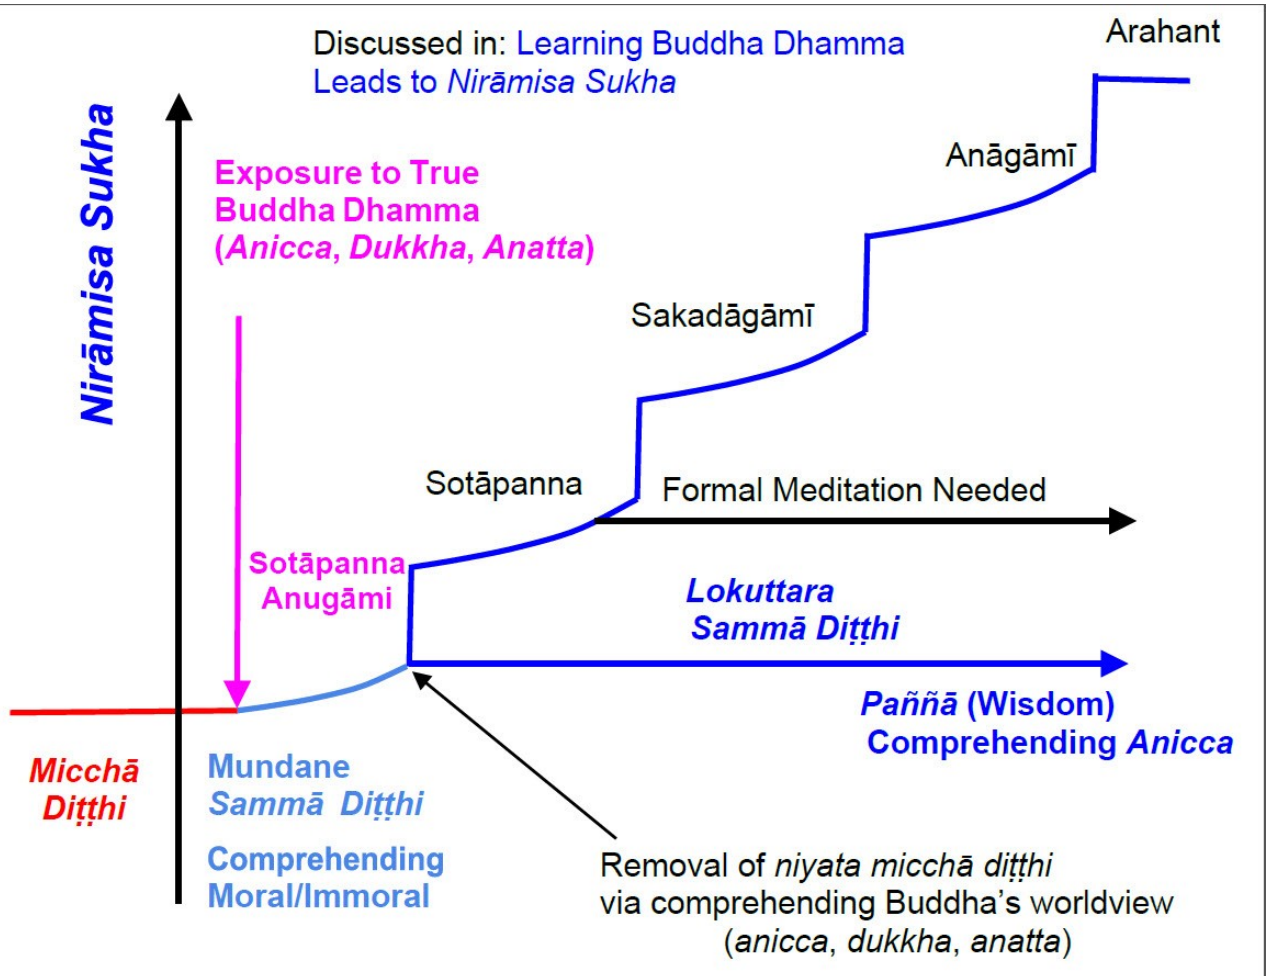 Discussed in: Learning Buddha Dhamma
Leads to Nirāmisa Sukha
Arahant
Nirāmisa Sukha
Exposure to True
Buddha Dhamma
(Anicca, Dukkha, Anatta)
Anāgāmī
Sakadāgāmī
Sotāpanna
Formal Meditation Needed
Sotāpanna
Anugāmi
Lokuttara
Sammā Diṭṭhi
Paññā (Wisdom)
Comprehending Anicca
Micchā
Diṭṭhi
Mundane
Sammā Diṭṭhi
Comprehending
Moral/Immoral
Removal of niyata micchā diṭṭhi
via comprehending Buddha's worldview
(anicca, dukkha, anatta)